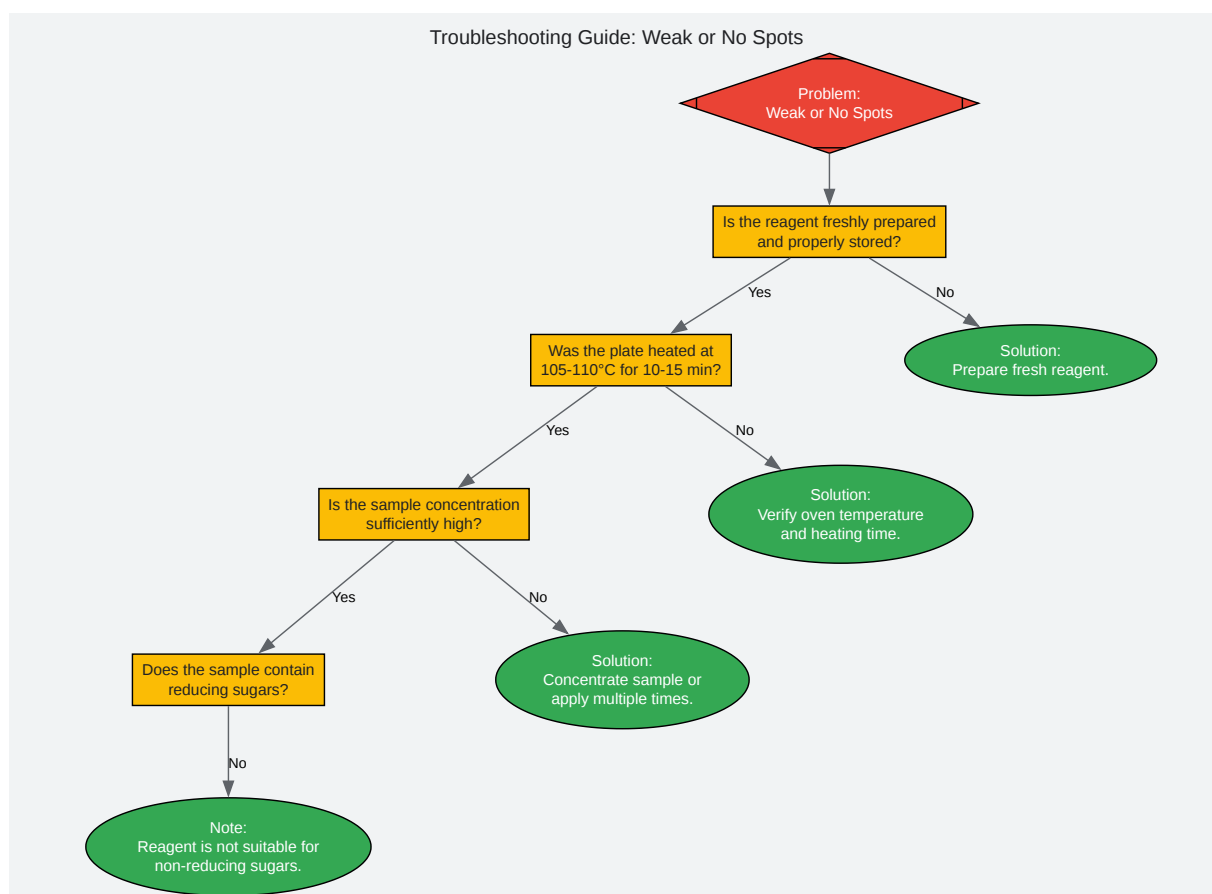 Troubleshooting Guide: Weak or No Spots
Problem:
Weak or No Spots
Is the reagent freshly prepared
and properly stored?
Yes
No
Was the plate heated at
105-110°C for 10-15 min?
Solution:
Prepare fresh reagent.
Yes
No
Is the sample concentration
sufficiently high?
Solution:
Verify oven temperature
and heating time.
Yes
No
Does the sample contain
reducing sugars?
Solution:
Concentrate sample or
apply multiple times.
No
Note:
Reagent is not suitable for
non-reducing sugars.